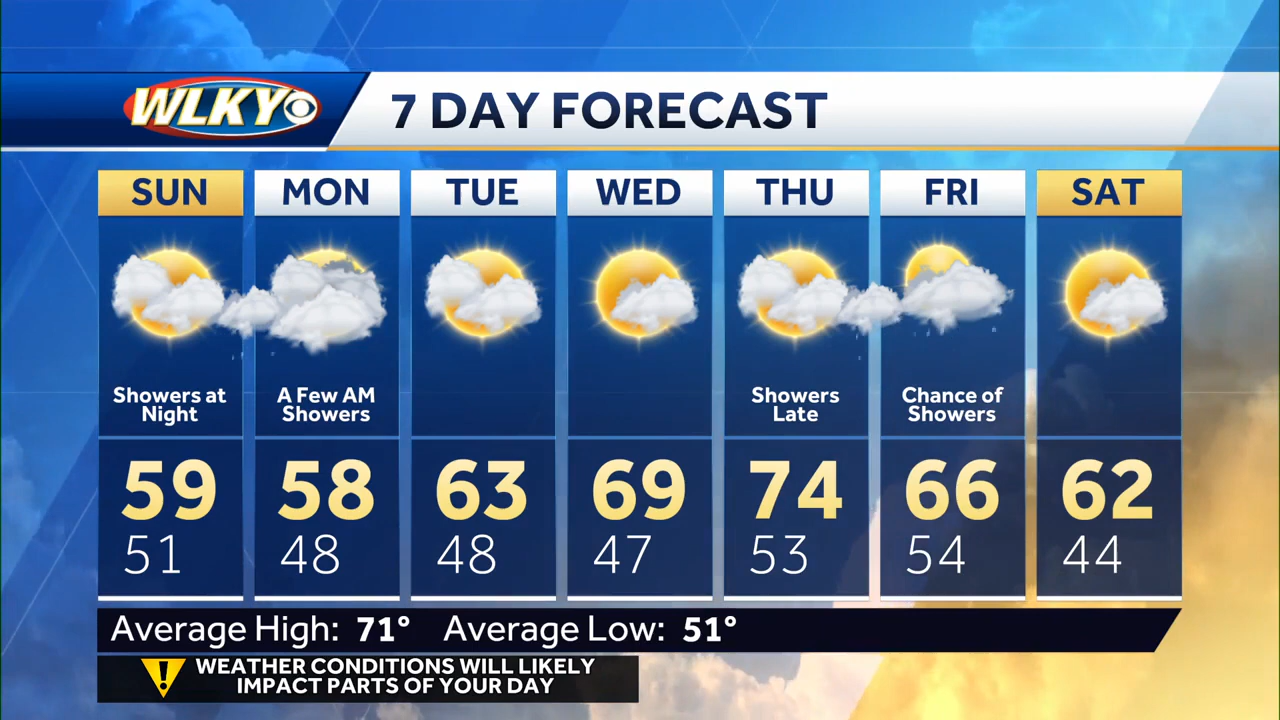 WLKY
7 DAY FORECAST
SUN MON TUE WED THU FRI SAT
Showers at Night
A Few AM Showers
Showers Late
Chance of Showers
59 58 63 69 74 66 62
51 48 48 47 53 54 44
Average High: 71° Average Low: 51°
WEATHER CONDITIONS WILL LIKELY
IMPACT PARTS OF YOUR DAY